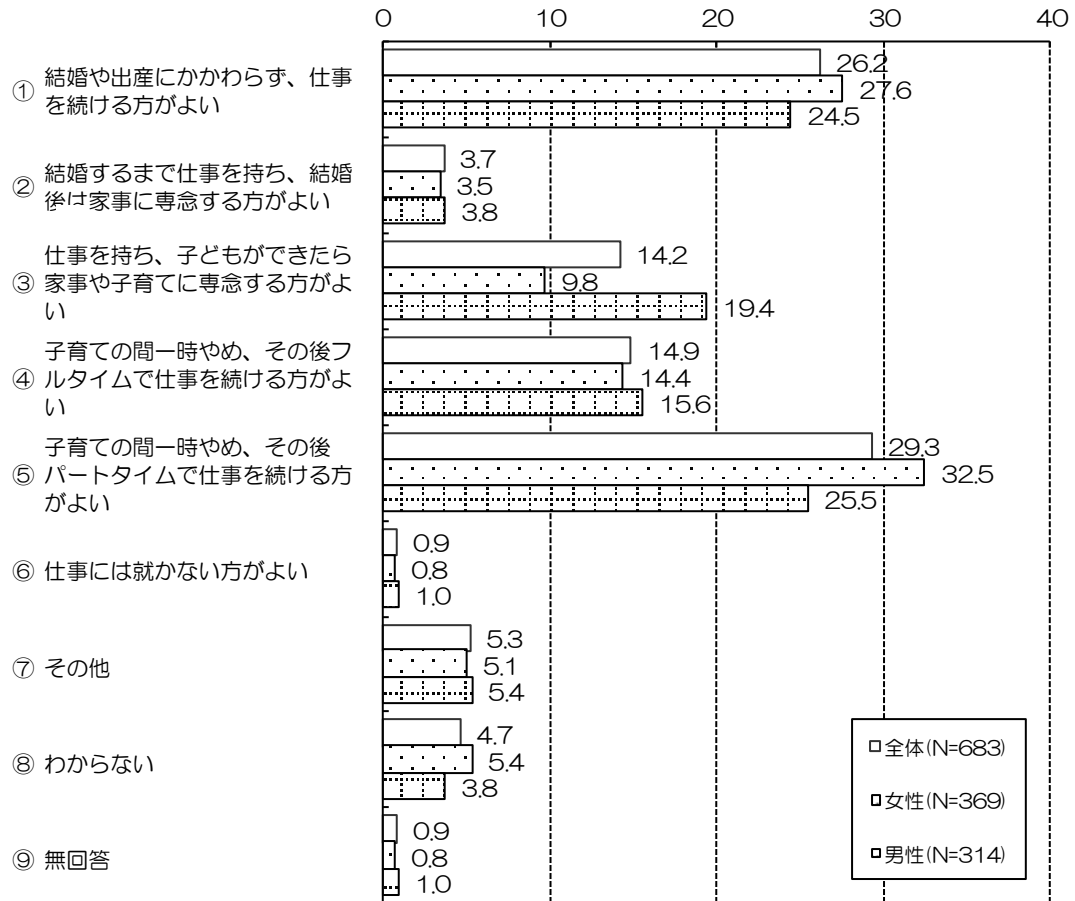 0 10 20 30 40
① 結婚や出産にかかわらず、仕事
を続ける方がよい
26.2
27.6
24.5
② 結婚するまで仕事を持ち、結婚
後は家事に専念する方がよい
3.7
3.5
3.8
仕事を持ち、子どもができたら
③ 家事や子育てに専念する方がよ
い
14.2
9.8
19.4
子育ての間一時やめ、その後フ
④ ルタイムで仕事を続ける方がよ
い
14.9
14.4
15.6
子育ての間一時やめ、その後
⑤ パートタイムで仕事を続ける方
がよい
29.3
32.5
25.5
⑥ 仕事には就かない方がよい
0.9
0.8
1.0
⑦ その他
5.3
5.1
5.4
⑧ わからない
4.7
5.4
3.8
⑨ 無回答
0.9
0.8
1.0
全体(N=683)
女性(N=369)
男性(N=314)